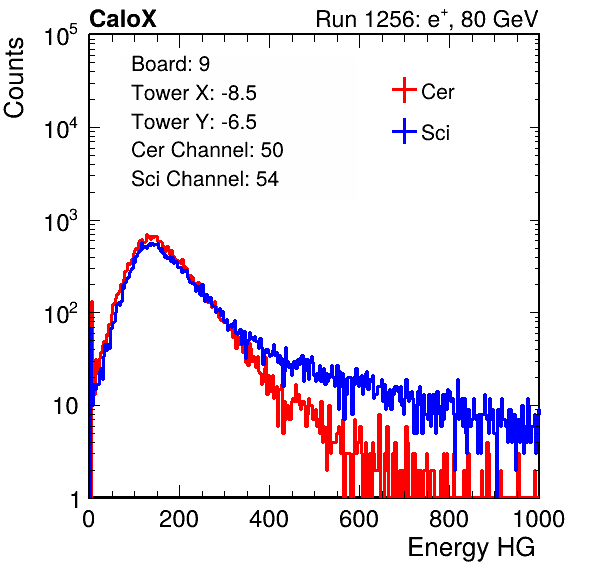 CaloX Run 1256: e⁺, 80 GeV
Counts
10⁵
10⁴
10³
10²
10
1
Board: 9
Tower X: -8.5
Tower Y: -6.5
Cer Channel: 50
Sci Channel: 54
Cer
Sci
0 200 400 600 800 1000
Energy HG